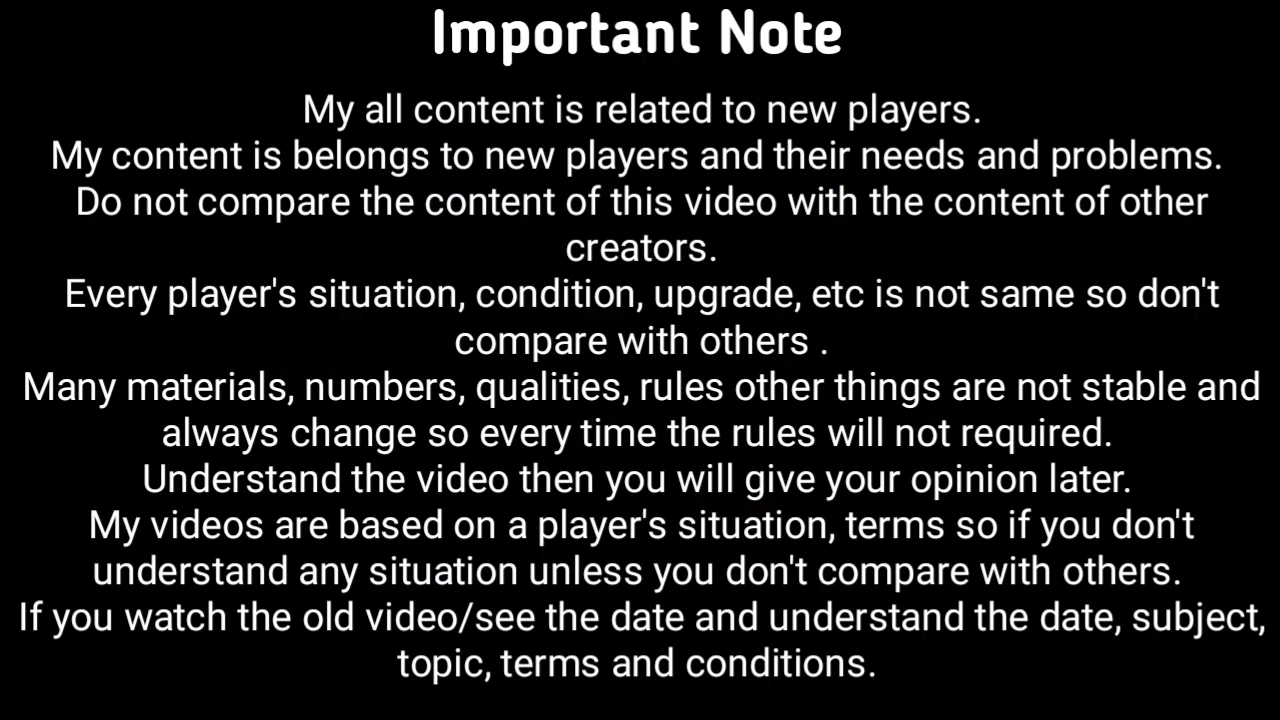 Important Note
My all content is related to new players.
My content is belongs to new players and their needs and problems.
Do not compare the content of this video with the content of other
creators.
Every player's situation, condition, upgrade, etc is not same so don't
compare with others .
Many materials, numbers, qualities, rules other things are not stable and
always change so every time the rules will not required.
Understand the video then you will give your opinion later.
My videos are based on a player's situation, terms so if you don't
understand any situation unless you don't compare with others.
If you watch the old video/see the date and understand the date, subject,
topic, terms and conditions.